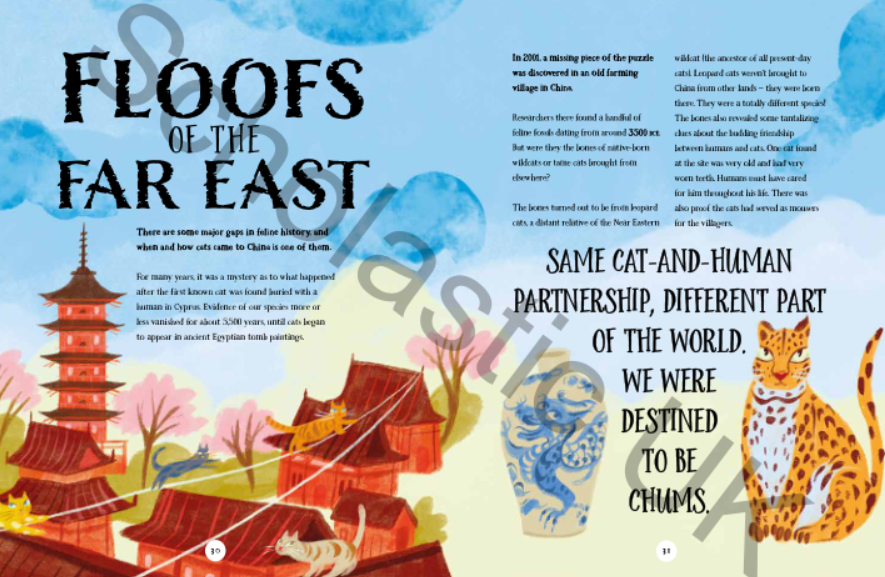 FLOOFS
OF THE
FAR EAST
There are some major gaps in feline history, and
when and how cats came to China is one of them.
For many years, it was a mystery as to what happened
after the first known cat was found buried with a
human in Cyprus. Evidence of our species more or
less vanished for about 5,500 years, until cats began
to appear in ancient Egyptian tomb paintings.
30
In 2001, a missing piece of the puzzle
was discovered in an old farming
village in China.
Researchers there found a handful of
feline fossils dating from around 3500 BCE.
But were they the bones of native-born
wildcats or tame cats brought from
elsewhere?
The bones turned out to be from leopard
cats, a distant relative of the Near Eastern
wildcat (the ancestor of all present-day
cats). Leopard cats weren't brought to
China from other lands – they were born
there. They were a totally different species!
The bones also revealed some tantalizing
clues about the budding friendship
between humans and cats. One cat found
at the site was very old and had very
worn teeth. Humans must have cared
for him throughout his life. There was
also proof the cats had served as mousers
for the villagers.
SAME CAT-AND-HUMAN
PARTNERSHIP, DIFFERENT PART
OF THE WORLD.
WE WERE
DESTINED
TO BE
CHUMS.
31
Scholastic UK